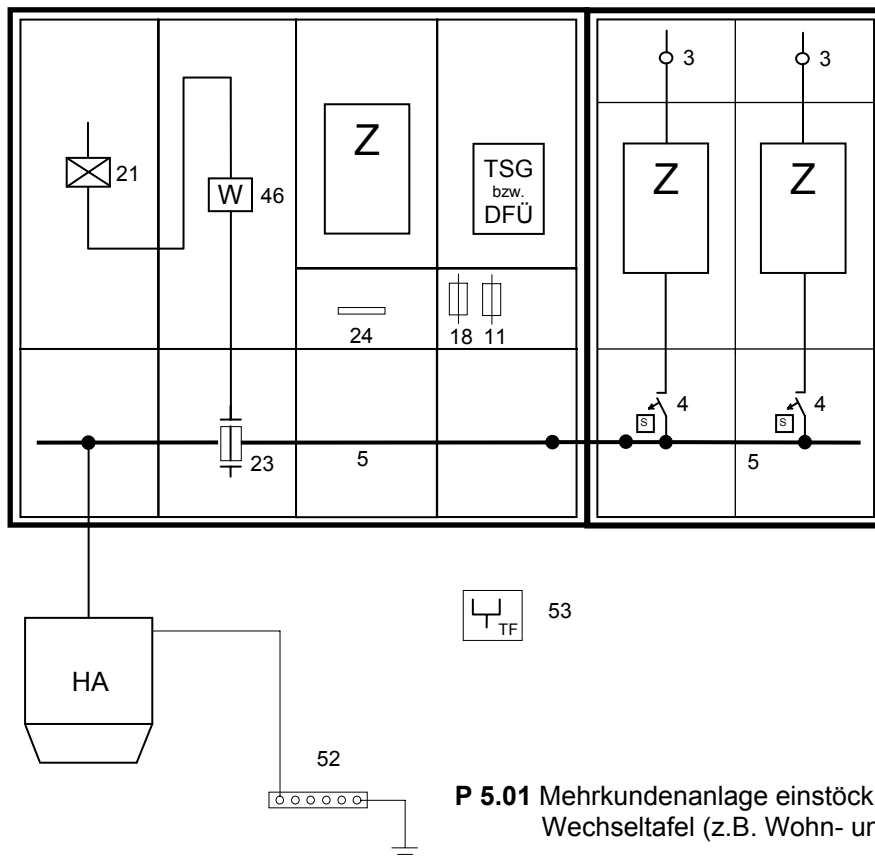 3 3
Z TSG Z Z
21 W 46 bzw.
DFÜ
24 18 11
4 4
S S
23 5 5
53
TF
HA
52
P 5.01 Mehrkundenanlage einstöck
Wechseltafel (z.B. Wohn- un